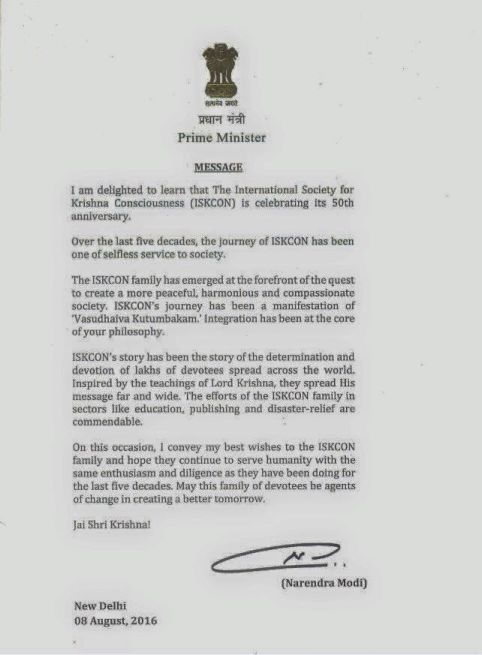 सत्यमेव जयते
प्रधान मंत्री
Prime Minister
MESSAGE
I am delighted to learn that The International Society for
Krishna Consciousness (ISKCON) is celebrating its 50th
anniversary.
Over the last five decades, the journey of ISKCON has been
one of selfless service to society.
The ISKCON family has emerged at the forefront of the quest
to create a more peaceful, harmonious and compassionate
society. ISKCON's journey has been a manifestation of
'Vasudhaiva Kutumbakam.' Integration has been at the core
of your philosophy.
ISKCON's story has been the story of the determination and
devotion of lakhs of devotees spread across the world.
Inspired by the teachings of Lord Krishna, they spread His
message far and wide. The efforts of the ISKCON family in
sectors like education, publishing and disaster-relief are
commendable.
On this occasion, I convey my best wishes to the ISKCON
family and hope they continue to serve humanity with the
same enthusiasm and diligence as they have been doing for
the last five decades. May this family of devotees be agents
of change in creating a better tomorrow.
Jai Shri Krishna!
(Narendra Modi)
New Delhi
08 August, 2016